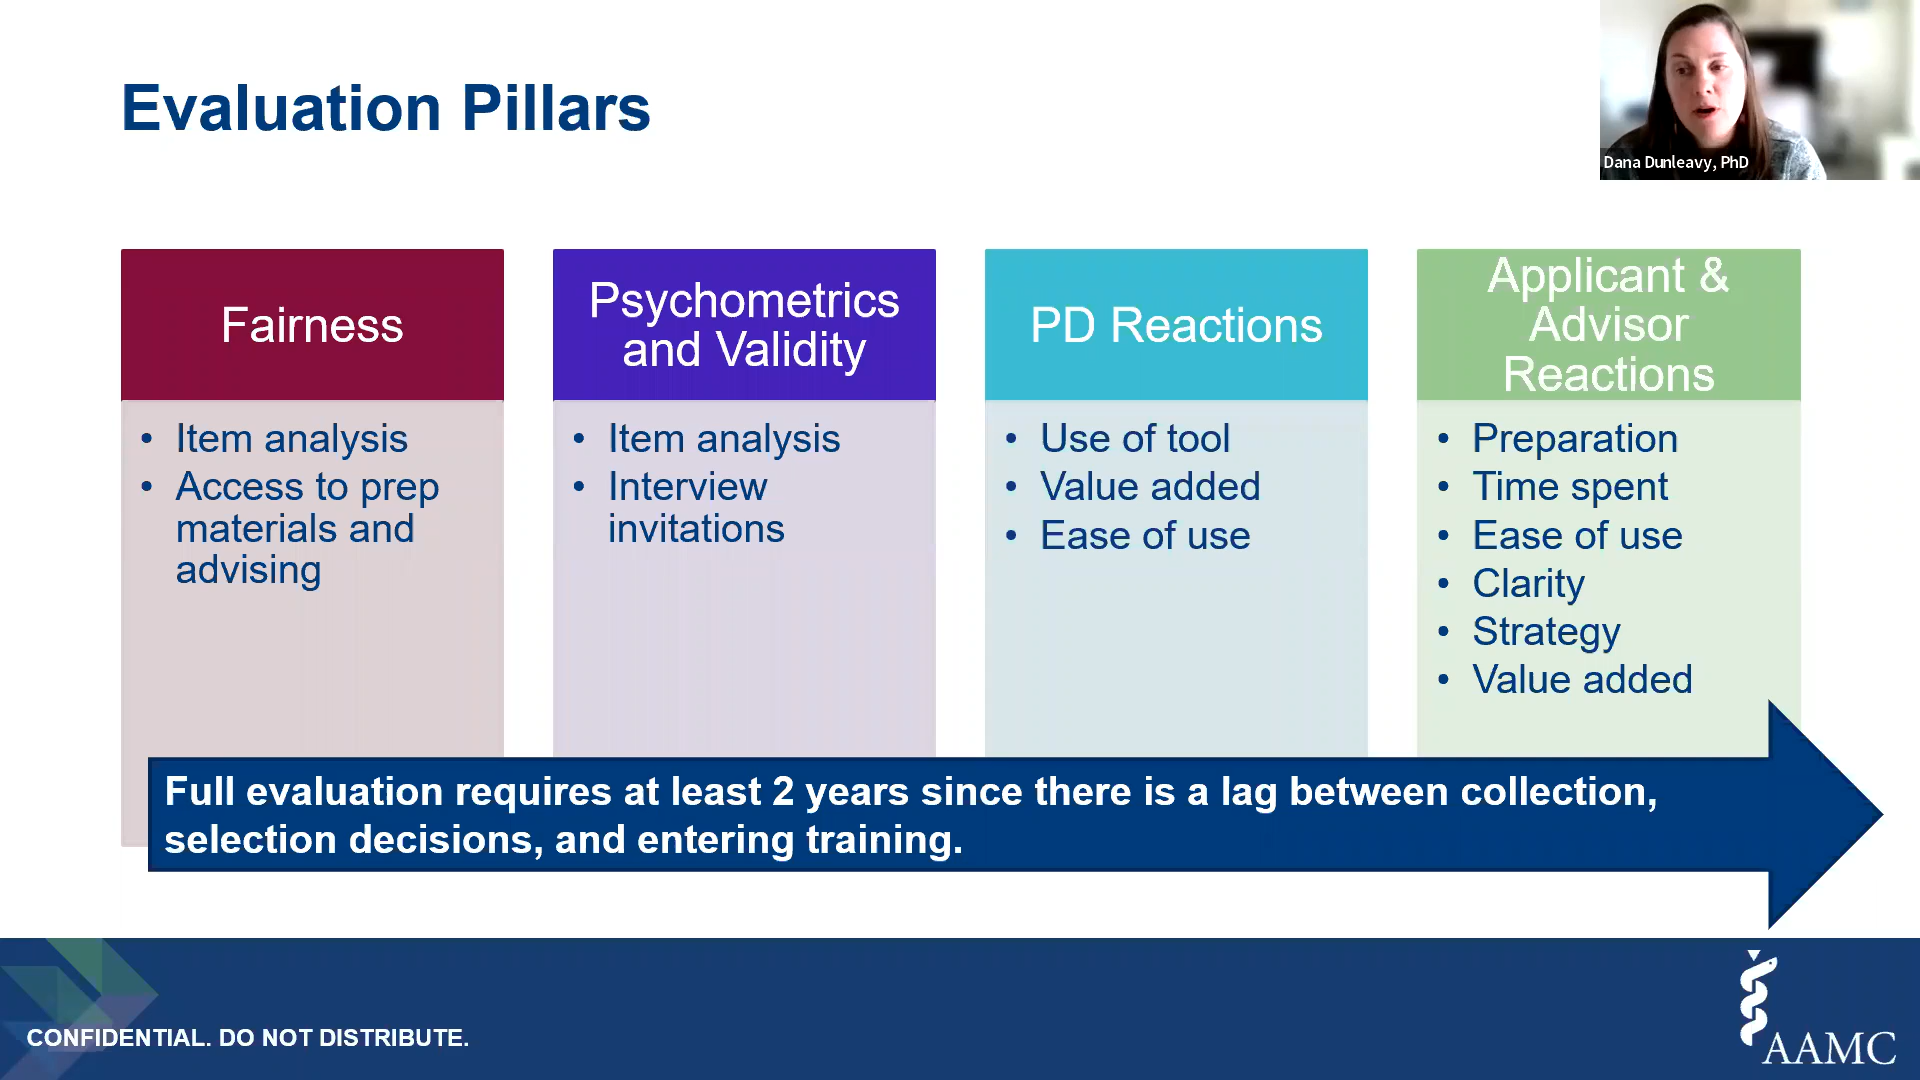 Evaluation Pillars
Dana Dunleavy, PhD
Fairness
• Item analysis
• Access to prep
materials and
advising
Psychometrics
and Validity
• Item analysis
• Interview
invitations
PD Reactions
• Use of tool
• Value added
• Ease of use
Applicant &
Advisor
Reactions
• Preparation
• Time spent
• Ease of use
• Clarity
• Strategy
• Value added
Full evaluation requires at least 2 years since there is a lag between collection,
selection decisions, and entering training.
CONFIDENTIAL. DO NOT DISTRIBUTE.
AAMC